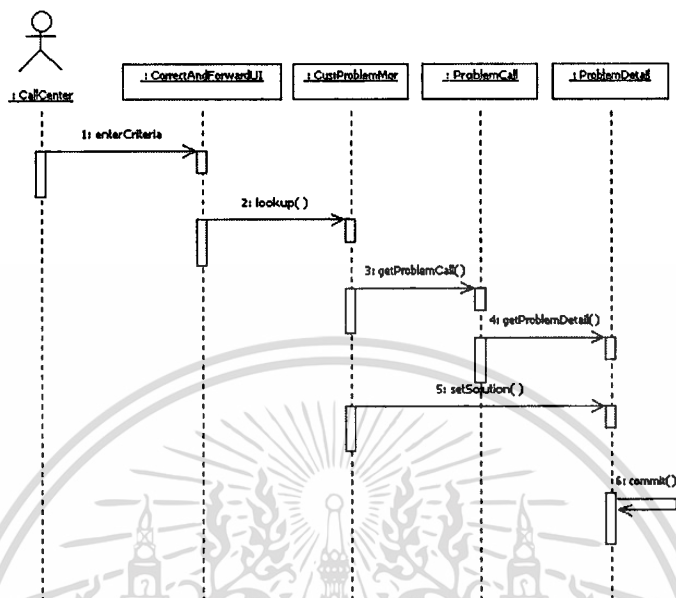 : CallCenter
: CorrectAndForwardUI
: CustProblemMgr
: ProblemCall
: ProblemDetail
1: enterCriteria
2: lookup( )
3: getProblemCall()
4: getProblemDetail()
5: setSolution( )
6: commit()